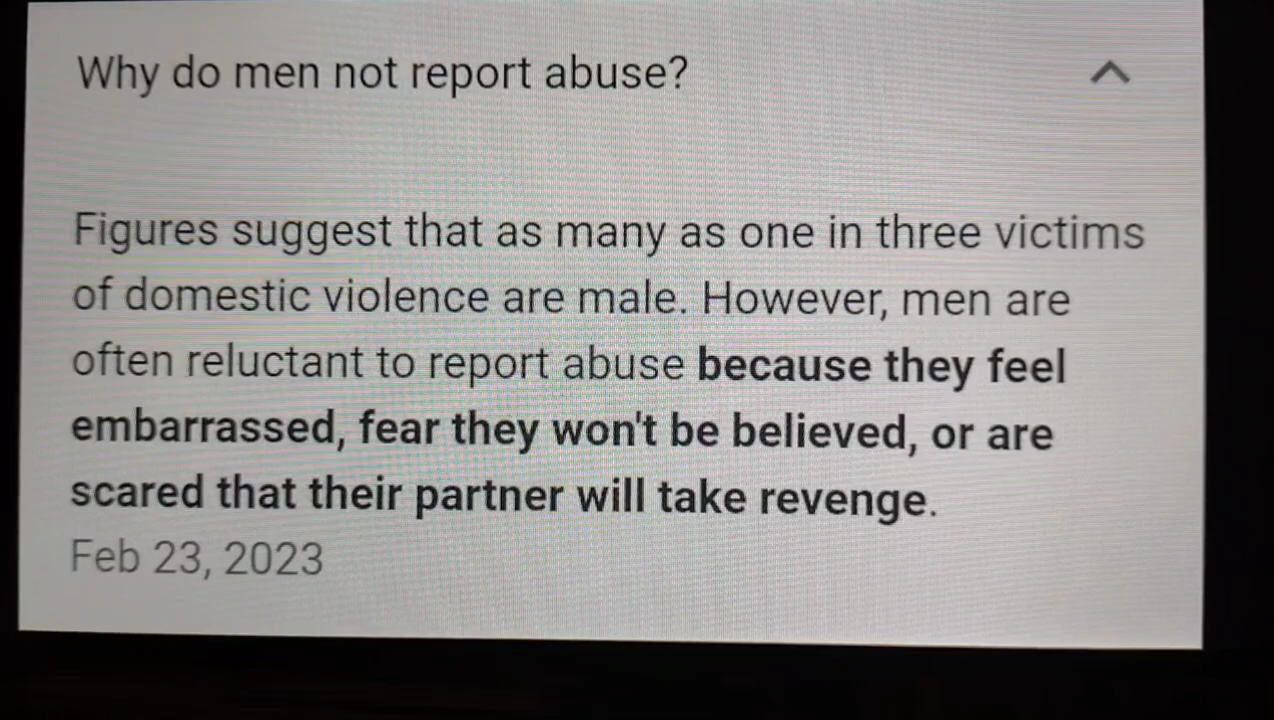 Why do men not report abuse?
Figures suggest that as many as one in three victims
of domestic violence are male. However, men are
often reluctant to report abuse because they feel
embarrassed, fear they won't be believed, or are
scared that their partner will take revenge.
Feb 23, 2023